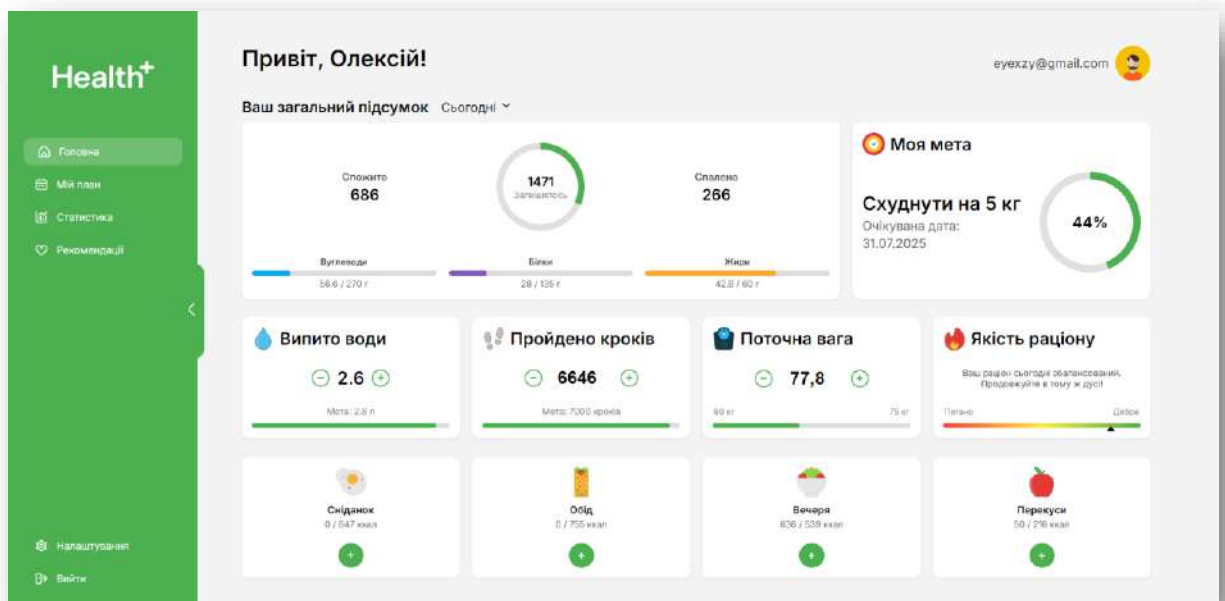 Health+
Головна
Мій план
Статистика
Рекомендації
Налаштування
Вийти
Привіт, Олексій!
eyexzy@gmail.com
Ваш загальний підсумок Сьогодні
Спожито
686
1471
Залишилось
Спалено
266
Вуглеводи
56.6 / 270 г
Білки
28 / 135 г
Жири
42.8 / 60 г
Моя мета
Схуднути на 5 кг
Очікувана дата:
31.07.2025
44%
Випито води
2.6
Мета: 2.8 л
Пройдено кроків
6646
Мета: 7000 кроків
Поточна вага
77,8
80 кг
75 кг
Якість раціону
Ваш раціон сьогодні збалансований.
Продовжуйте в тому ж дусі!
Погано
Добре
Сніданок
0 / 647 ккал
Обід
0 / 755 ккал
Вечеря
636 / 539 ккал
Перекуси
50 / 216 ккал